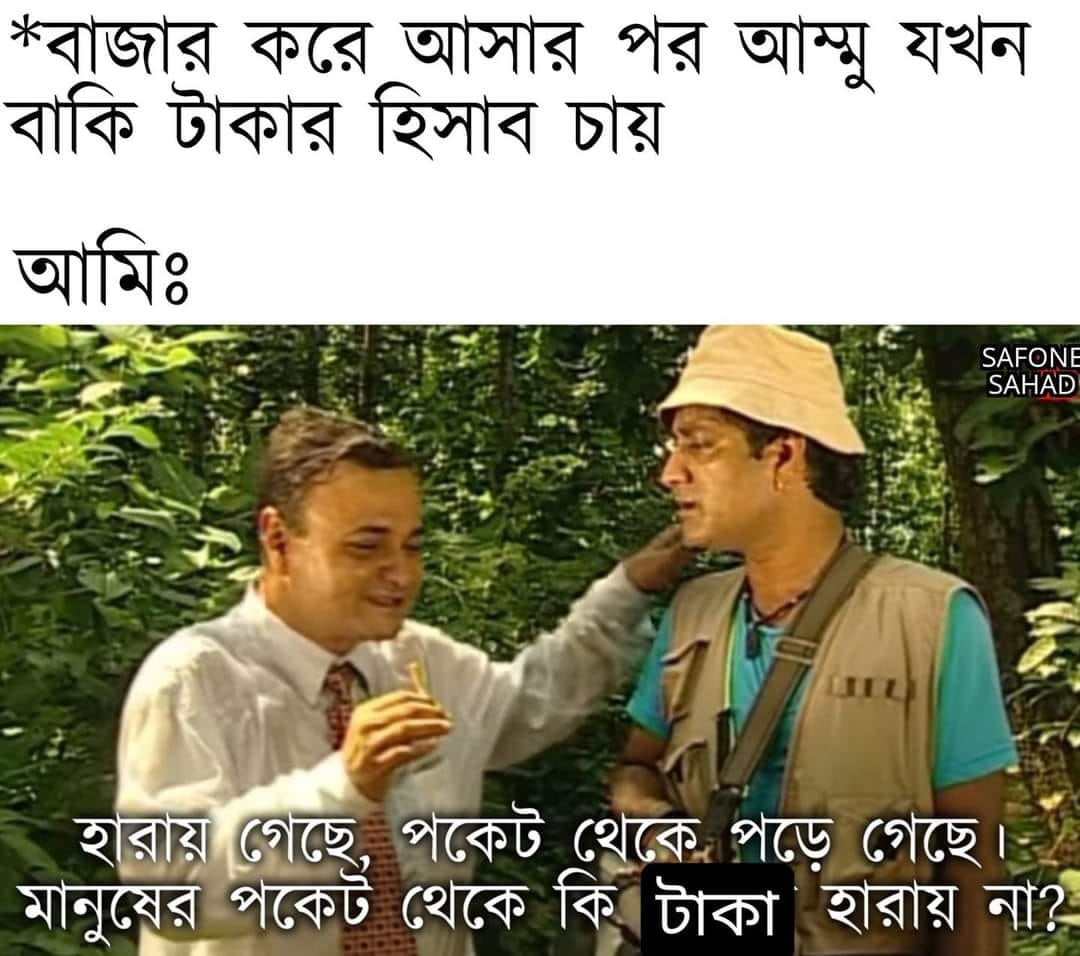 *বাজার করে আসার পর আম্মু যখন
বাকি টাকার হিসাব চায়
আমিঃ
SAFONE
SAHAD
হারায় গেছে, পকেট থেকে পড়ে গেছে।
মানুষের পকেট থেকে কি টাকা হারায় না?